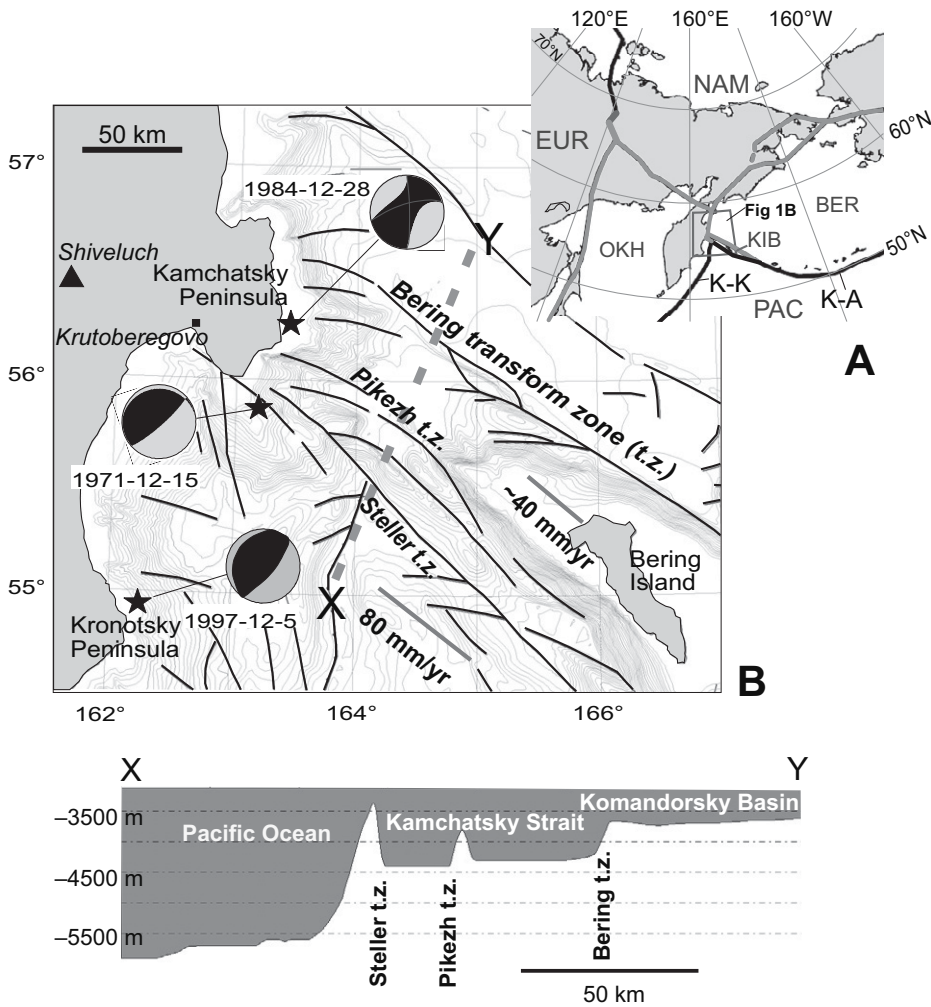 120°E
160°E
160°W
70°N
NAM
EUR
60°N
Fig 1B
BER
OKH
KIB
50°N
K-K
K-A
PAC
A
50 km
57°
1984-12-28
Y
Shiveluch
Kamchatsky
Peninsula
Krutoberegovo
Bering transform zone (t.z.)
56°
Pikezh t.z.
1971-12-15
~40 mm/yr
Steller t.z.
Bering
Island
55°
X
1997-12-5
Kronotsky
Peninsula
80 mm/yr
B
162°
164°
166°
X
Y
–3500 m
Komandorsky Basin
Pacific Ocean
Kamchatsky Strait
–4500 m
–5500 m
Steller t.z.
Pikezh t.z.
Bering t.z.
50 km